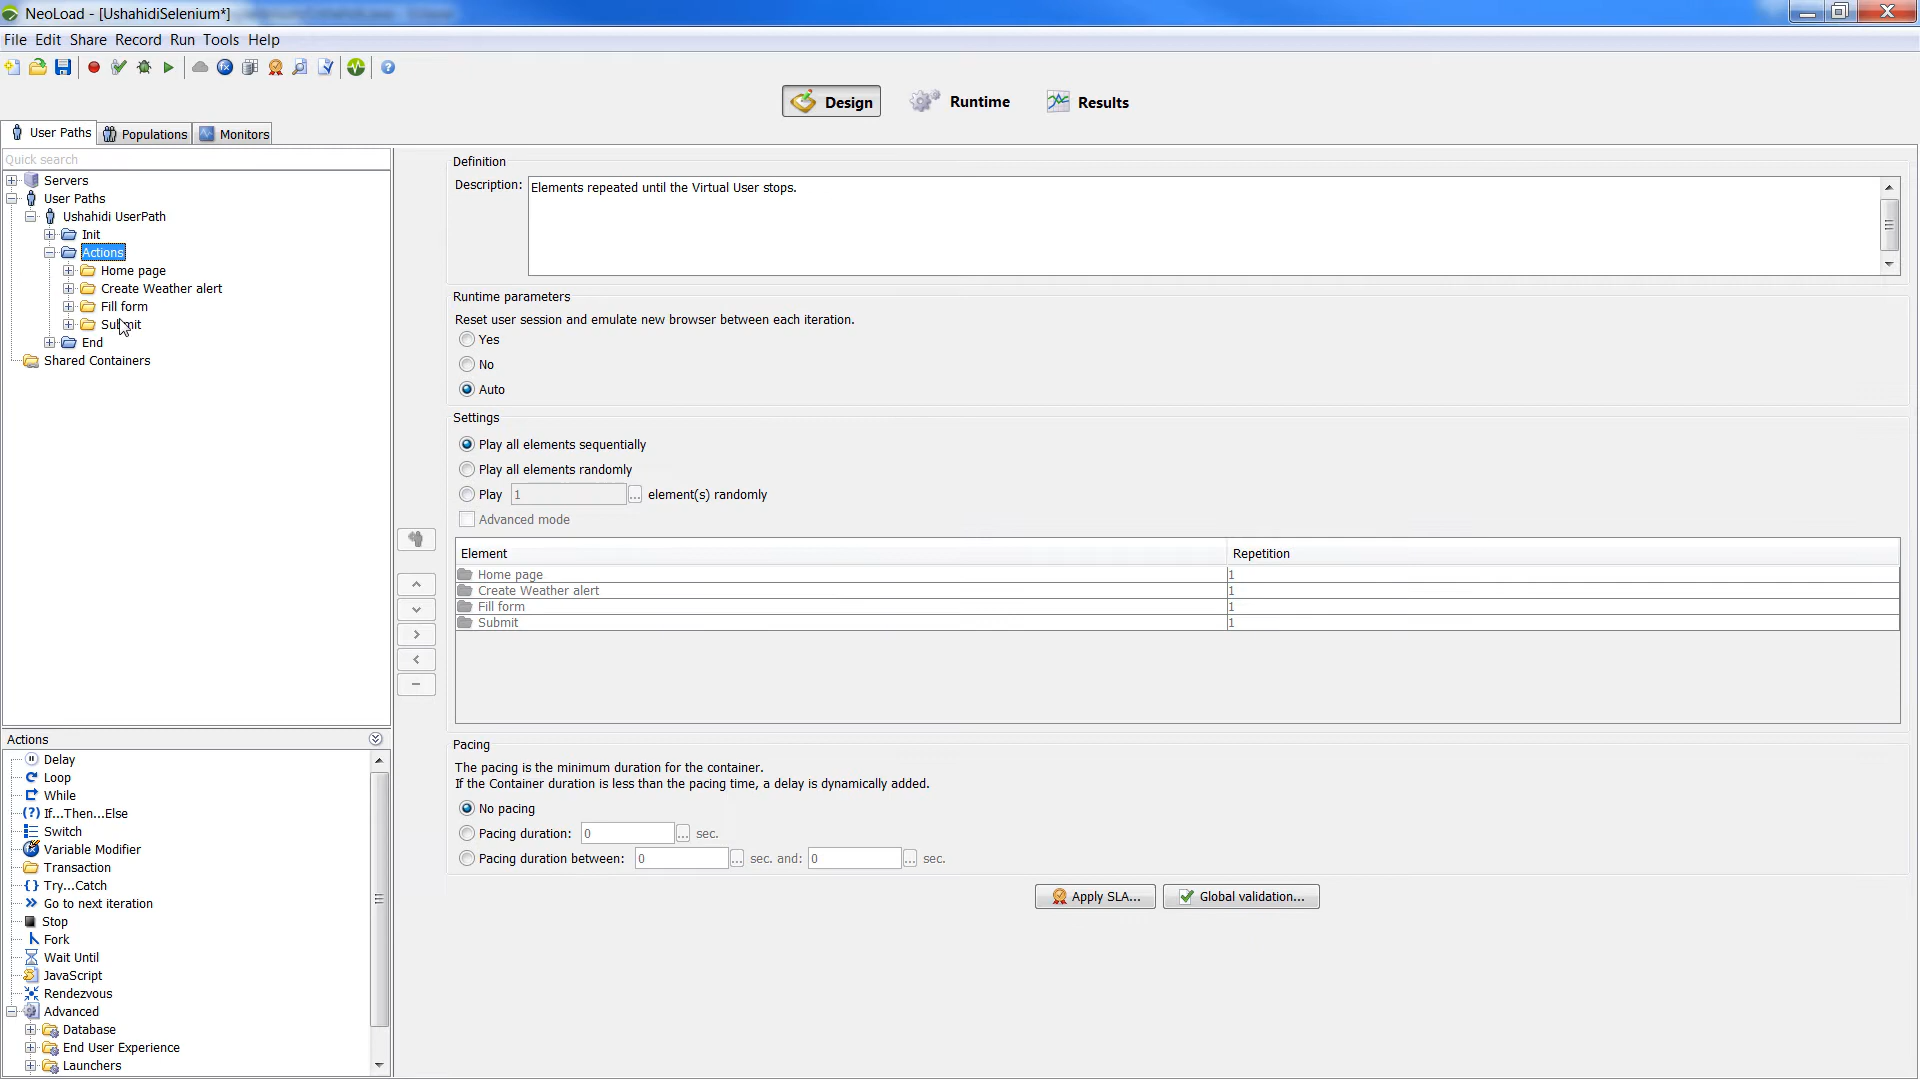 NeoLoad - [UshahidiSelenium*]
File Edit Share Record Run Tools Help
Design Runtime Results
User Paths Populations Monitors
Quick search
Servers
User Paths
Ushahidi UserPath
Init
Actions
Home page
Create Weather alert
Fill form
Submit
End
Shared Containers
Actions
Delay
Loop
While
If...Then...Else
Switch
Variable Modifier
Transaction
Try...Catch
Go to next iteration
Stop
Fork
Wait Until
JavaScript
Rendezvous
Advanced
Database
End User Experience
Launchers
Definition
Description: Elements repeated until the Virtual User stops.
Runtime parameters
Reset user session and emulate new browser between each iteration.
Yes
No
Auto
Settings
Play all elements sequentially
Play all elements randomly
Play 1 ... element(s) randomly
Advanced mode
Element Repetition
Home page 1
Create Weather alert 1
Fill form 1
Submit 1
Pacing
The pacing is the minimum duration for the container.
If the Container duration is less than the pacing time, a delay is dynamically added.
No pacing
Pacing duration: 0 ... sec.
Pacing duration between: 0 ... sec. and: 0 ... sec.
Apply SLA... Global validation...